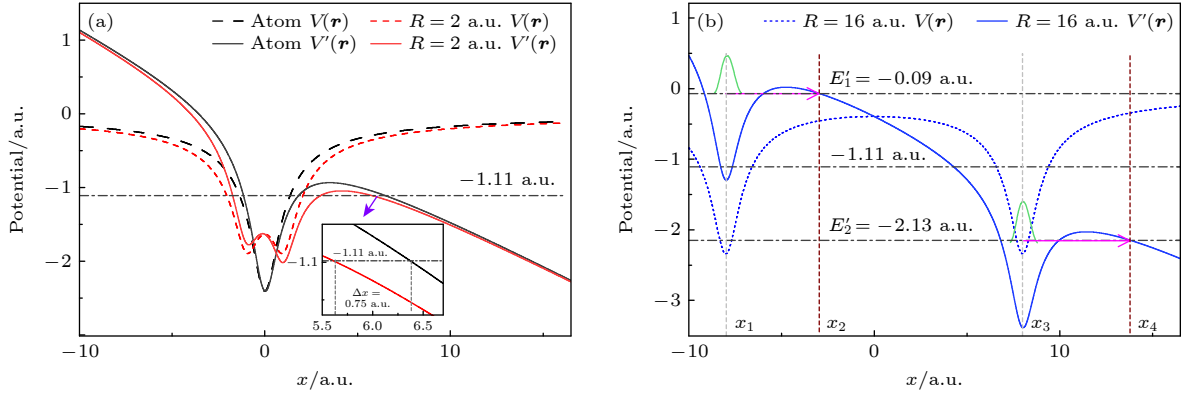 (a)
Atom V(r) R = 2 a.u. V(r)
Atom V′(r) R = 2 a.u. V′(r)
1
0
−1
−2
Potential/a.u.
−1.11 a.u.
−1.11 a.u.
−1.1
Δx =
0.75 a.u.
5.5 6.0 6.5
−10 0 10
x/a.u.
(b)
R = 16 a.u. V(r) R = 16 a.u. V′(r)
1
0
−1
−2
−3
Potential/a.u.
E′1 = −0.09 a.u.
−1.11 a.u.
E′2 = −2.13 a.u.
x1 x2 x3 x4
−10 0 10
x/a.u.